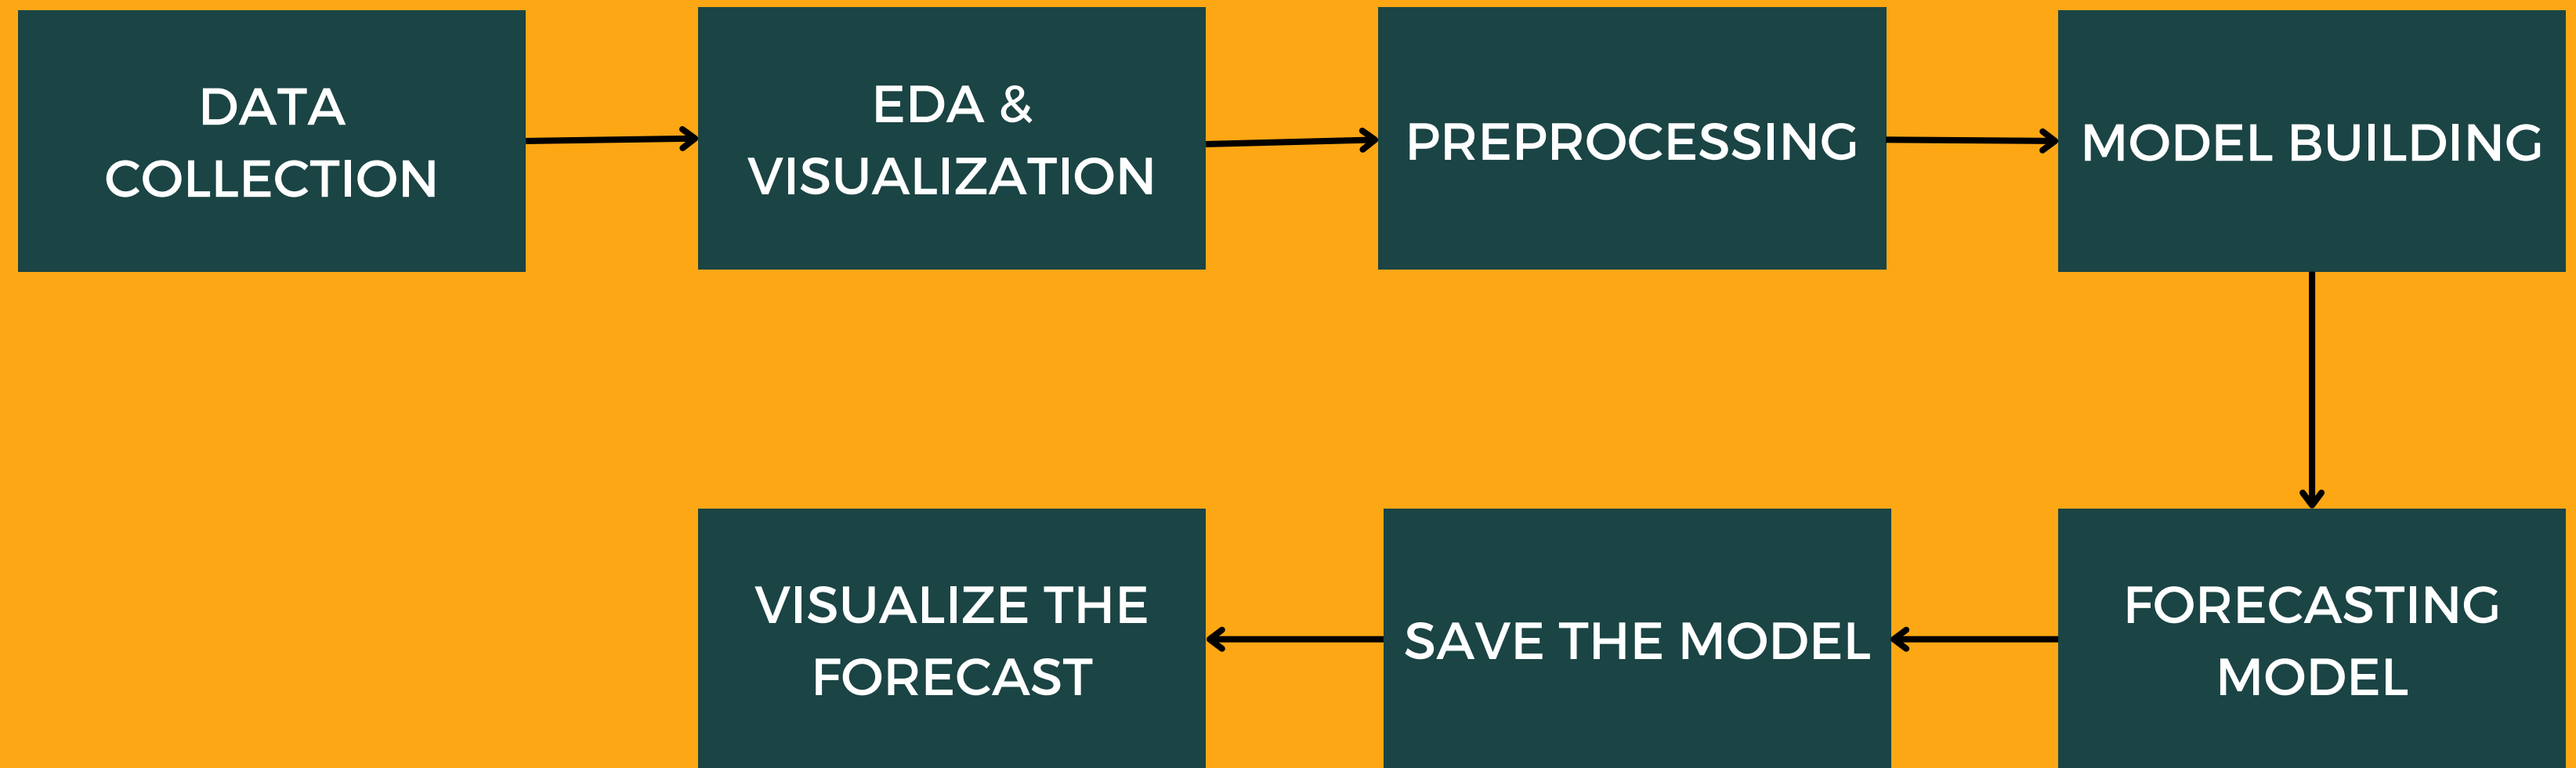 DATA
COLLECTION
EDA &
VISUALIZATION
PREPROCESSING
MODEL BUILDING
FORECASTING
MODEL
SAVE THE MODEL
VISUALIZE THE
FORECAST